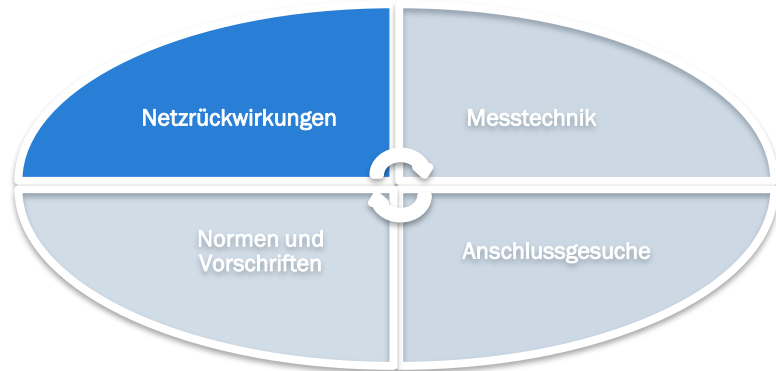 Netzrückwirkungen
Messtechnik
Normen und
Vorschriften
Anschlussgesuche